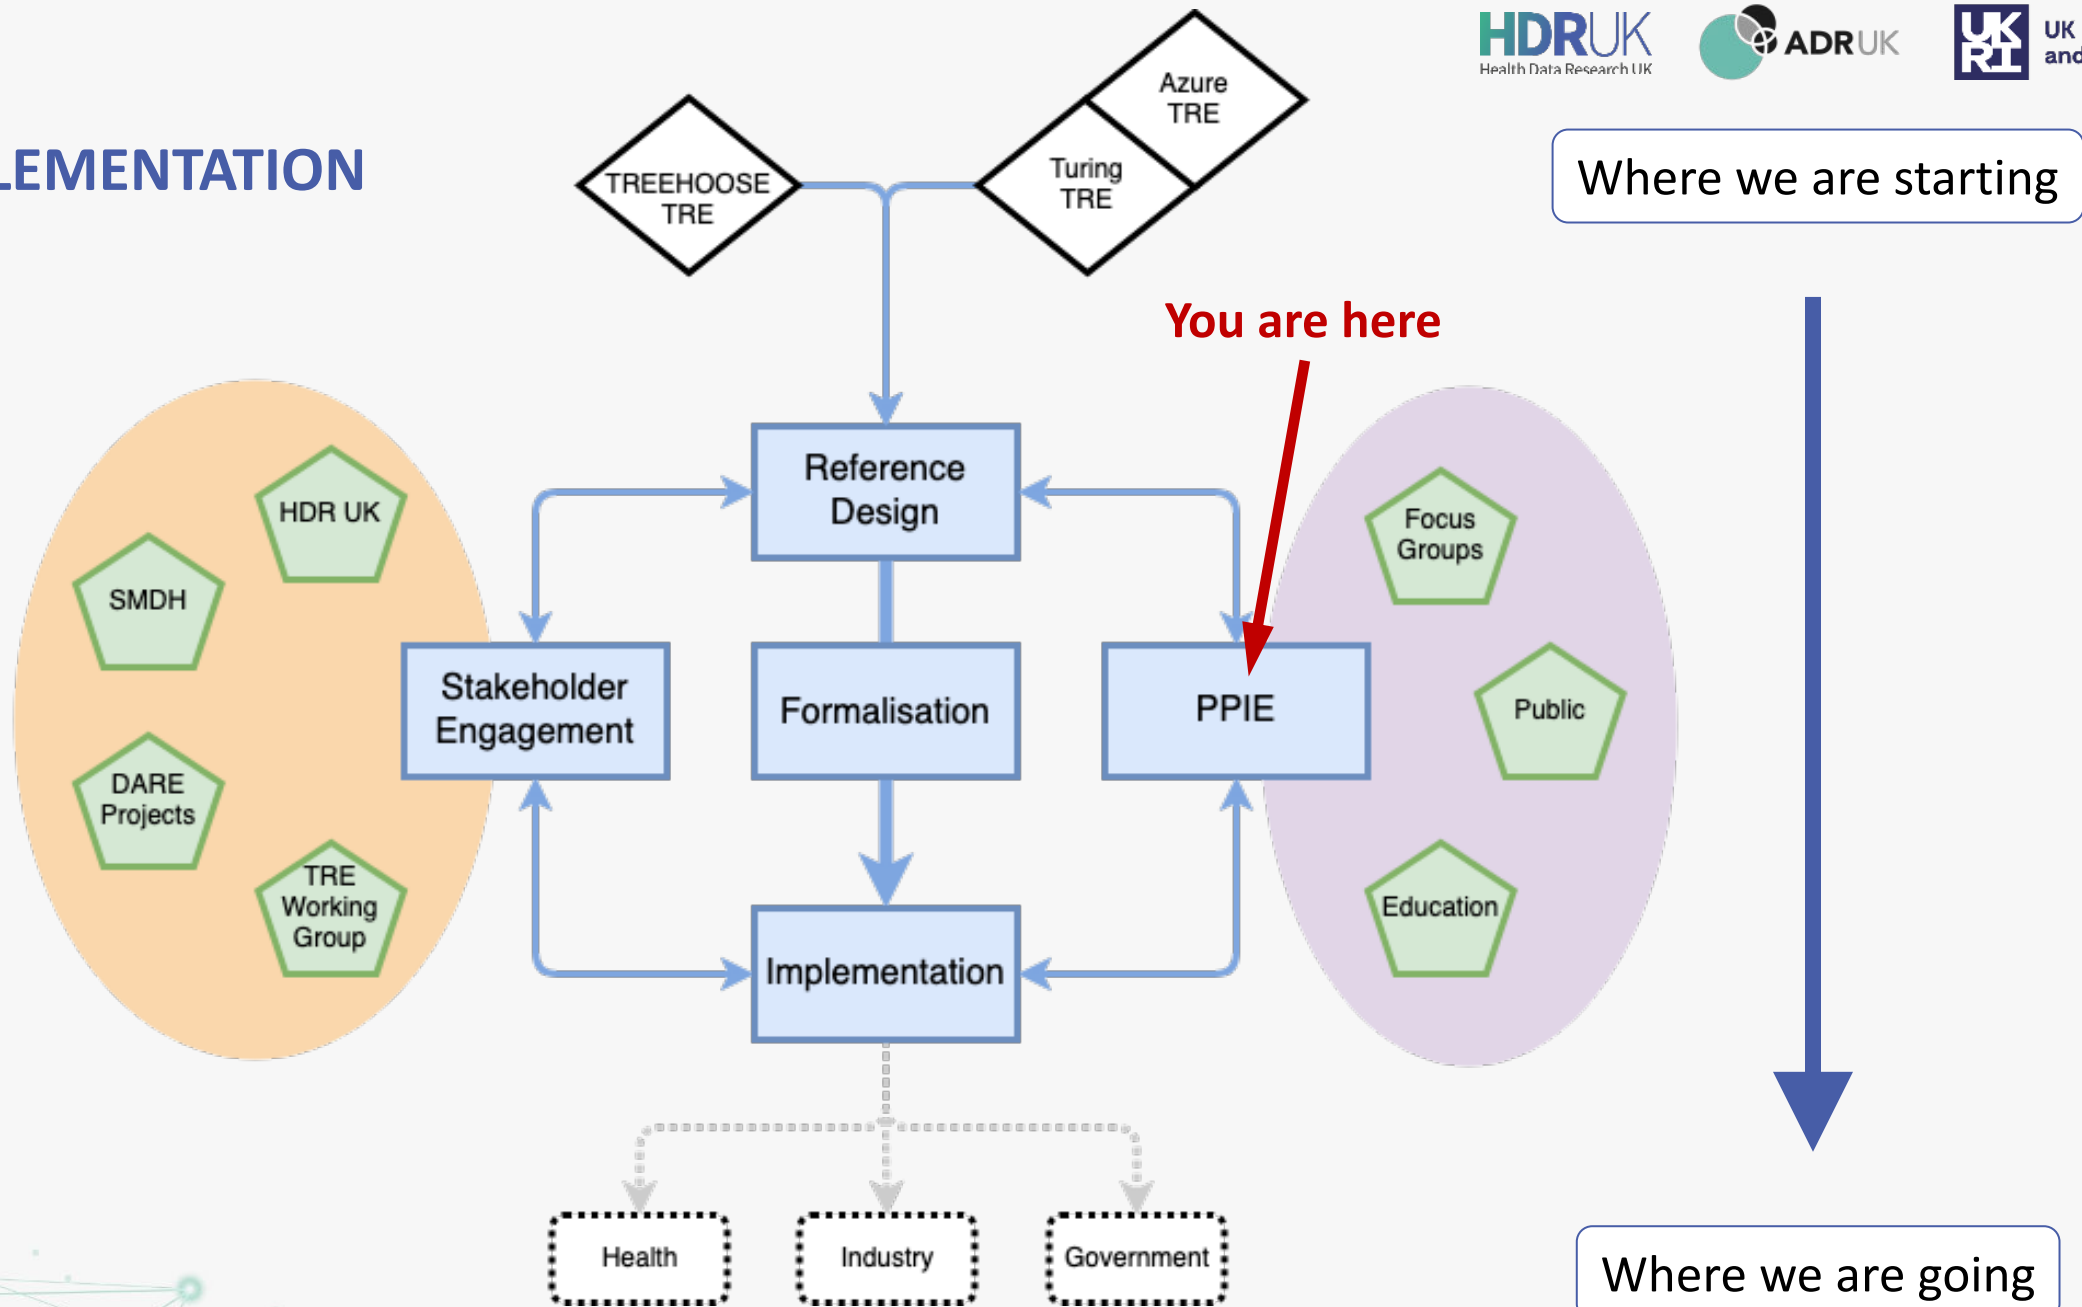 HDRUK
Health Data Research UK
ADRUK
UK
RI
UK
and
LEMENTATION
Azure
TRE
TREEHOOSE
TRE
Turing
TRE
Where we are starting
You are here
Reference
Design
HDR UK
SMDH
DARE
Projects
TRE
Working
Group
Stakeholder
Engagement
Formalisation
PPIE
Focus
Groups
Public
Education
Implementation
Health
Industry
Government
Where we are going